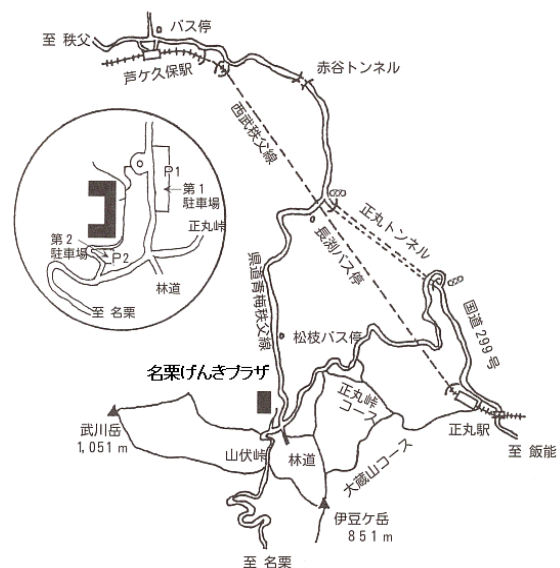 バス停
至 秩父
芦ケ久保駅
赤谷トンネル
西武秩父線
P1
第1
駐車場
正丸峠
第2
駐車場
P2
林道
至 名栗
正丸トンネル
長渕バス停
県道青梅秩父線
国道299号
松枝バス停
名栗げんきプラザ
正丸峠
コース
正丸駅
武川岳
1,051m
山伏峠
林道
大蔵山コース
至 飯能
伊豆ケ岳
851m
至 名栗